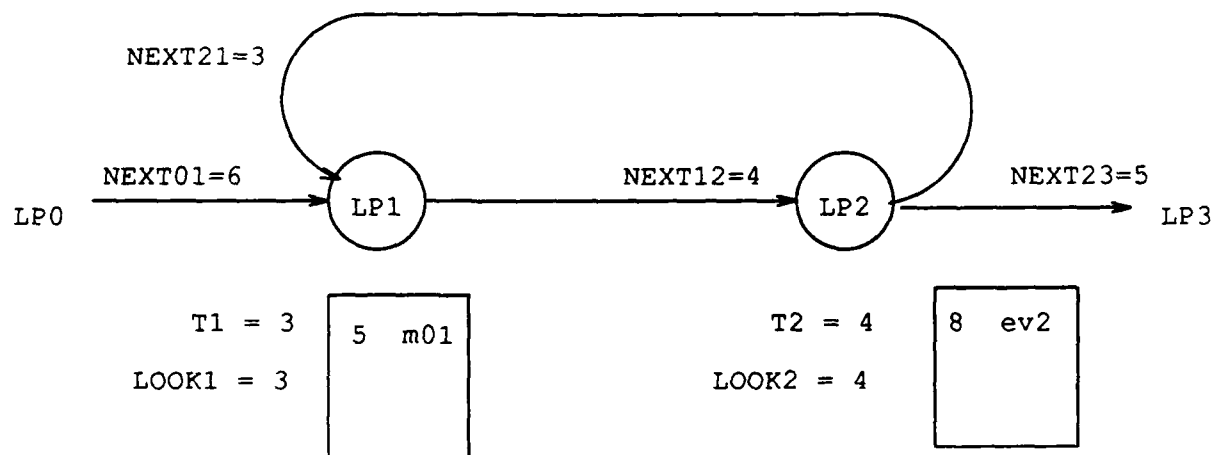 NEXT21=3
NEXT01=6
NEXT12=4
NEXT23=5
LP0
LP1
LP2
LP3
T1 = 3
5 m01
T2 = 4
8 ev2
LOOK1 = 3
LOOK2 = 4